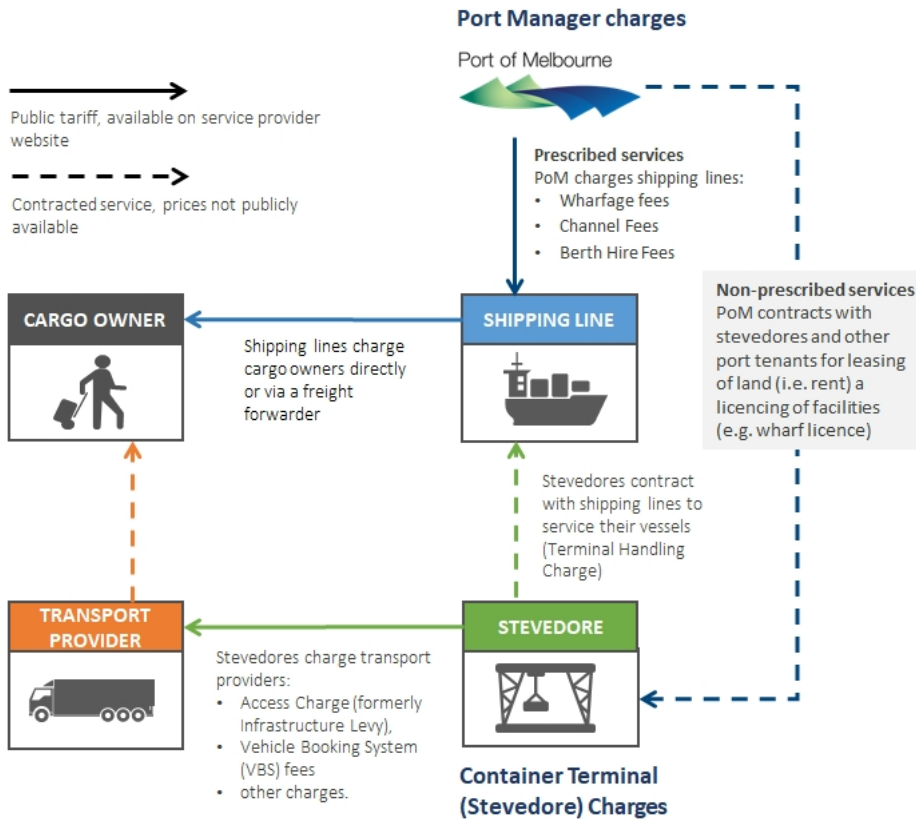 Port Manager charges
Port of Melbourne
Public tariff, available on service provider
website
Contracted service, prices not publicly
available
Prescribed services
PoM charges shipping lines:
• Wharfage fees
• Channel Fees
• Berth Hire Fees
Non-prescribed services
PoM contracts with
stevedores and other
port tenants for leasing
of land (i.e. rent) a
licencing of facilities
(e.g. wharf licence)
CARGO OWNER
SHIPPING LINE
Shipping lines charge
cargo owners directly
or via a freight
forwarder
Stevedores contract
with shipping lines to
service their vessels
(Terminal Handling
Charge)
TRANSPORT
PROVIDER
STEVEDORE
Stevedores charge transport
providers:
• Access Charge (formerly
Infrastructure Levy),
• Vehicle Booking System
(VBS) fees
• other charges.
Container Terminal
(Stevedore) Charges